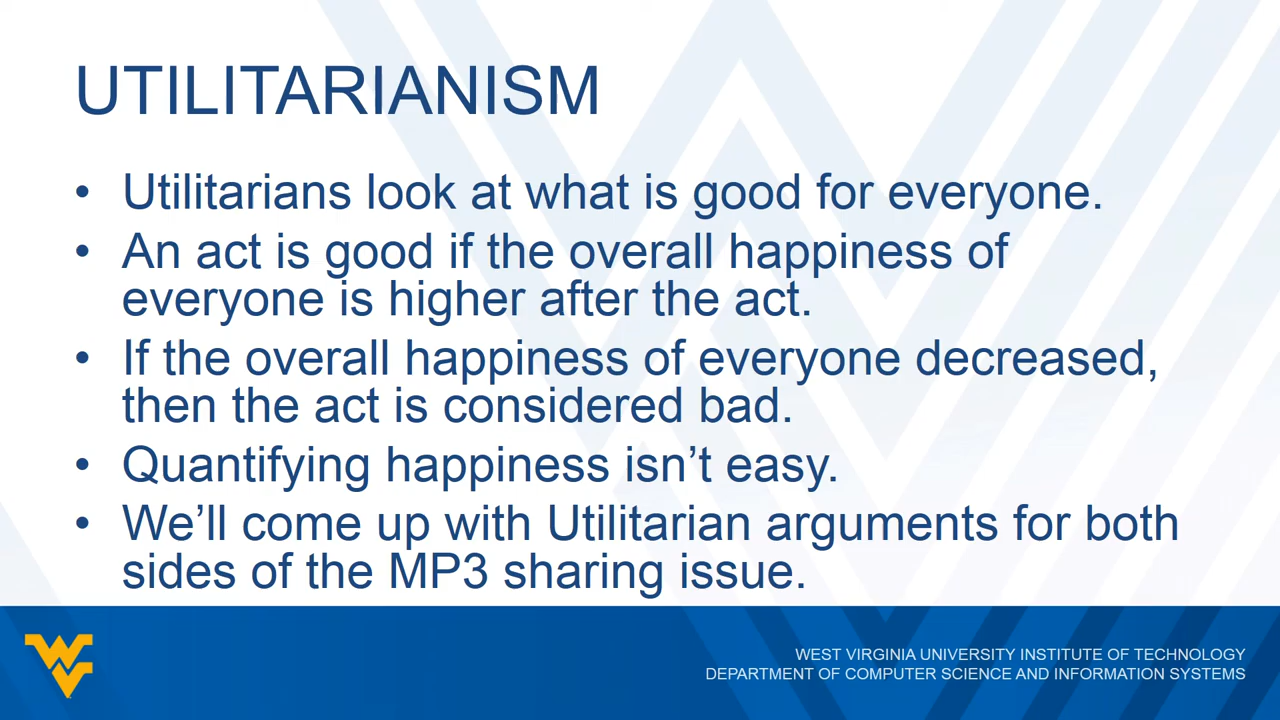 UTILITARIANISM
• Utilitarians look at what is good for everyone.
• An act is good if the overall happiness of
everyone is higher after the act.
• If the overall happiness of everyone decreased,
then the act is considered bad.
• Quantifying happiness isn’t easy.
• We’ll come up with Utilitarian arguments for both
sides of the MP3 sharing issue.
WEST VIRGINIA UNIVERSITY INSTITUTE OF TECHNOLOGY
DEPARTMENT OF COMPUTER SCIENCE AND INFORMATION SYSTEMS